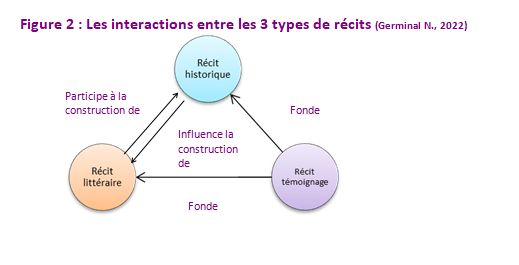 Figure 2 : Les interactions entre les 3 types de récits (Germinal N., 2022)
Récit
historique
Participe à la
construction de
Fonde
Influence la
construction
de
Récit
littéraire
Récit
témoignage
Fonde